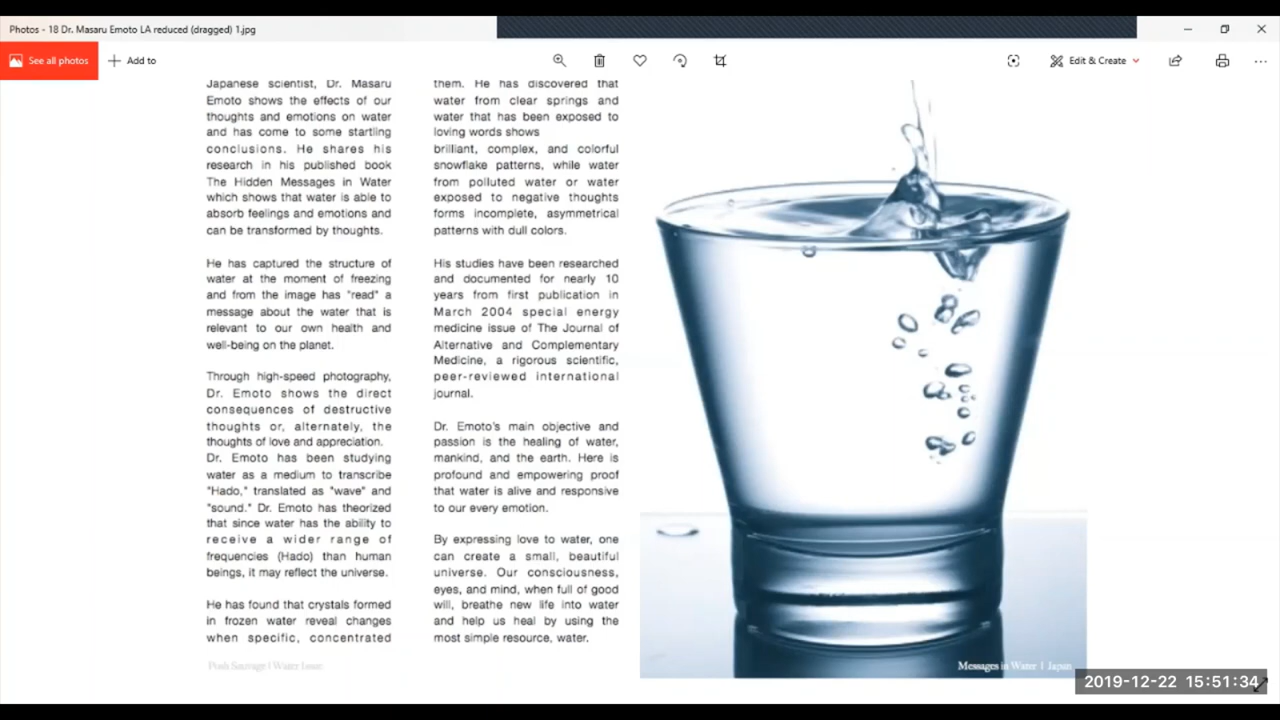 Photos - 18 Dr. Masaru Emoto LA reduced (dragged) 1.jpg
See all photos
Add to
Edit & Create
Japanese scientist, Dr. Masaru
Emoto shows the effects of our
thoughts and emotions on water
and has come to some startling
conclusions. He shares his
research in his published book
The Hidden Messages in Water
which shows that water is able to
absorb feelings and emotions and
can be transformed by thoughts.
He has captured the structure of
water at the moment of freezing
and from the image has "read" a
message about the water that is
relevant to our own health and
well-being on the planet.
Through high-speed photography,
Dr. Emoto shows the direct
consequences of destructive
thoughts or, alternately, the
thoughts of love and appreciation.
Dr. Emoto has been studying
water as a medium to transcribe
"Hado," translated as "wave" and
"sound." Dr. Emoto has theorized
that since water has the ability to
receive a wider range of
frequencies (Hado) than human
beings, it may reflect the universe.
He has found that crystals formed
in frozen water reveal changes
when specific, concentrated
them. He has discovered that
water from clear springs and
water that has been exposed to
loving words shows
brilliant, complex, and colorful
snowflake patterns, while water
from polluted water or water
exposed to negative thoughts
forms incomplete, asymmetrical
patterns with dull colors.
His studies have been researched
and documented for nearly 10
years from first publication in
March 2004 special energy
medicine issue of The Journal of
Alternative and Complementary
Medicine, a rigorous scientific,
peer-reviewed international
journal.
Dr. Emoto's main objective and
passion is the healing of water,
mankind, and the earth. Here is
profound and empowering proof
that water is alive and responsive
to our every emotion.
By expressing love to water, one
can create a small, beautiful
universe. Our consciousness,
eyes, and mind, when full of good
will, breathe new life into water
and help us heal by using the
most simple resource, water.
Posh Sauvage | Water Issue
Messages in Water | Japan
2019-12-22 15:51:34